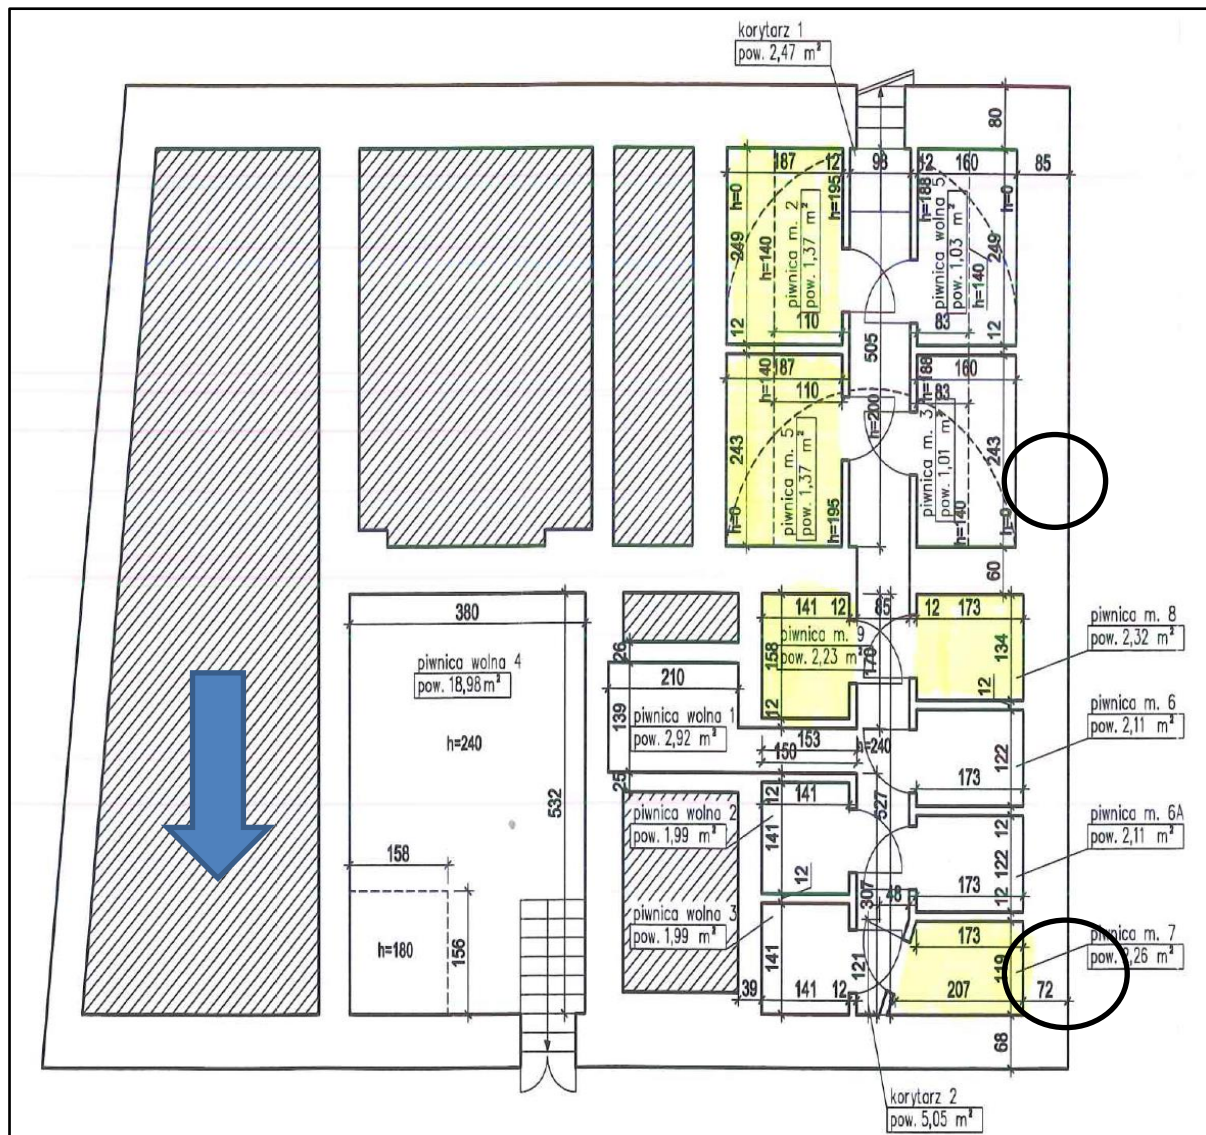 korytarz 1
pow. 2,47 m²
80
187 12 98 12 160 85
h=0
249
h=140
piwnica m. 2
pow. 1,37 m²
h=195
h=188
piwnica wolna 5
pow. 1,03 m²
h=140
249
h=0
12 110 505 83 12
187 160
h=140
110
h=188
83
243
h=0
piwnica m. 5
pow. 1,37 m²
h=195
h=200
piwnica m. 3
pow. 1,01 m²
h=140
243
h=0
60
380
141 12 85 12 173
piwnica m. 9
pow. 2,23 m²
158
170
134
12
12
piwnica m. 8
pow. 2,32 m²
piwnica wolna 4
pow. 18,98 m²
h=240
532
26
210
139
piwnica wolna 1
pow. 2,92 m²
153
150
h=240
25
piwnica m. 6
pow. 2,11 m²
122
173
12
141
piwnica wolna 2
pow. 1,99 m²
141
12
527
307
48
12
122
173
12
piwnica m. 6A
pow. 2,11 m²
158
156
h=180
piwnica wolna 3
pow. 1,99 m²
141
121
39 141 12
173
119
207 72
piwnica m. 7
pow. 2,26 m²
68
korytarz 2
pow. 5,05 m²